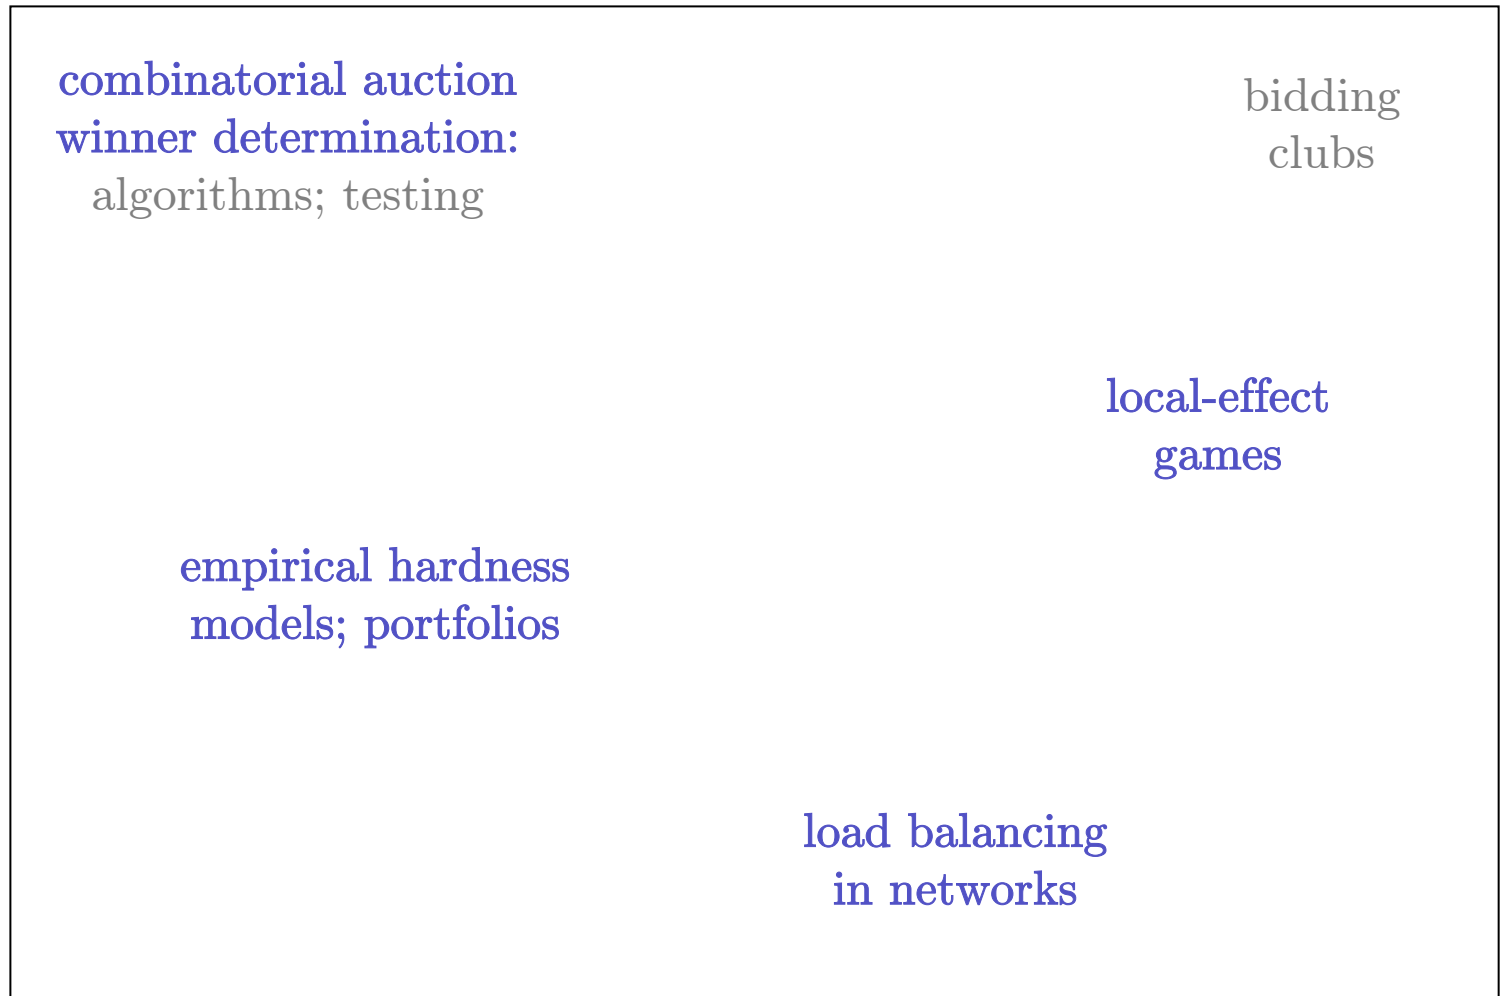 combinatorial auction
winner determination:
algorithms; testing
bidding
clubs
local-effect
games
empirical hardness
models; portfolios
load balancing
in networks